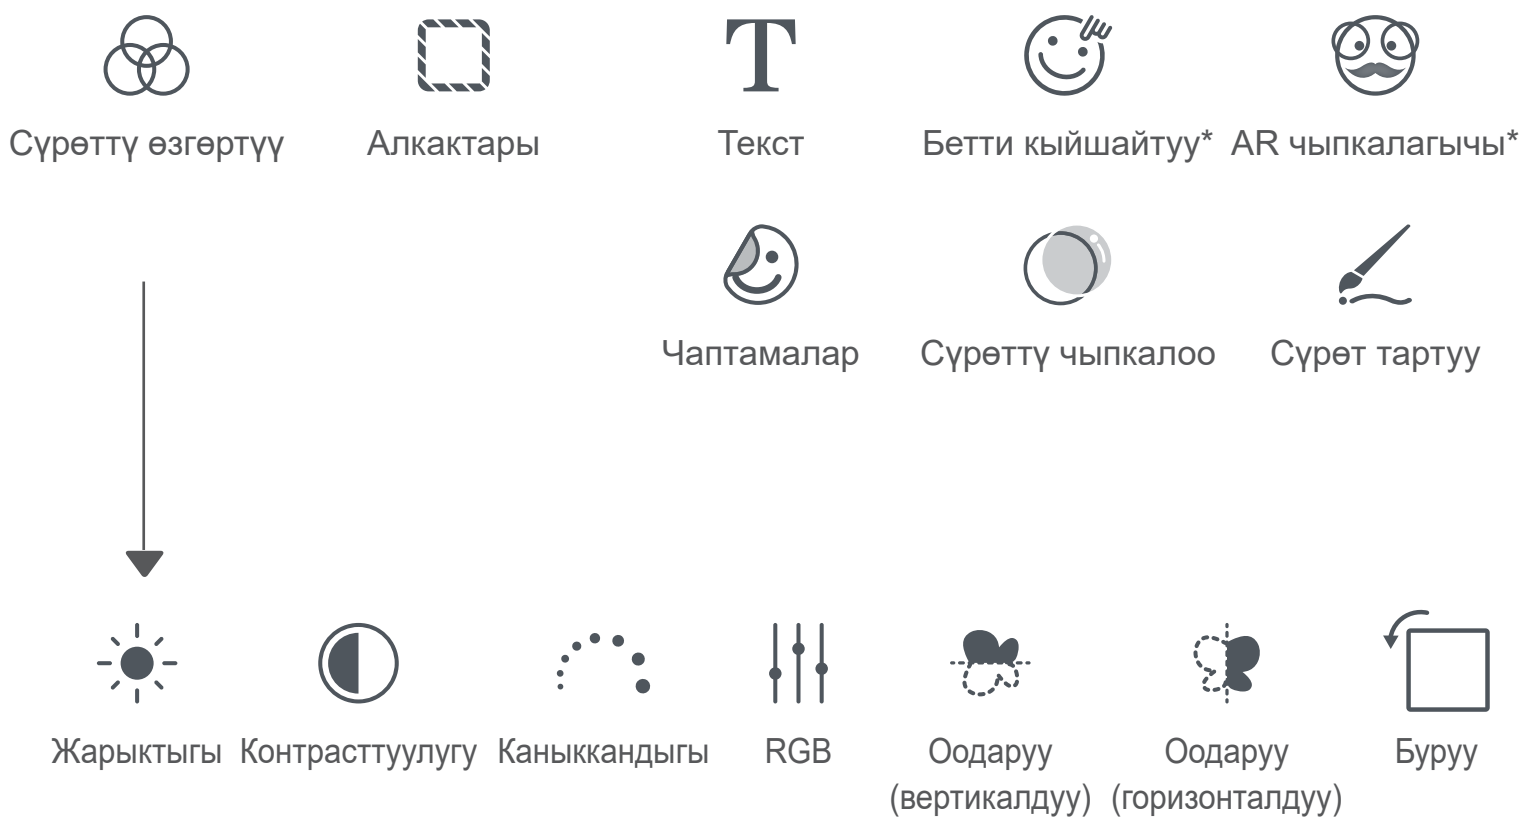 Сүрөттү өзгөртүү Алкактары Текст Бетти кыйшайтуу* AR чыпкалагычы*
Чаптамалар Сүрөттү чыпкалоо Сүрөт тартуу
Жарыктыгы Контрасттуулугу Каныккандыгы RGB Оодаруу Оодаруу Буруу
(вертикалдуу) (горизонталдуу)